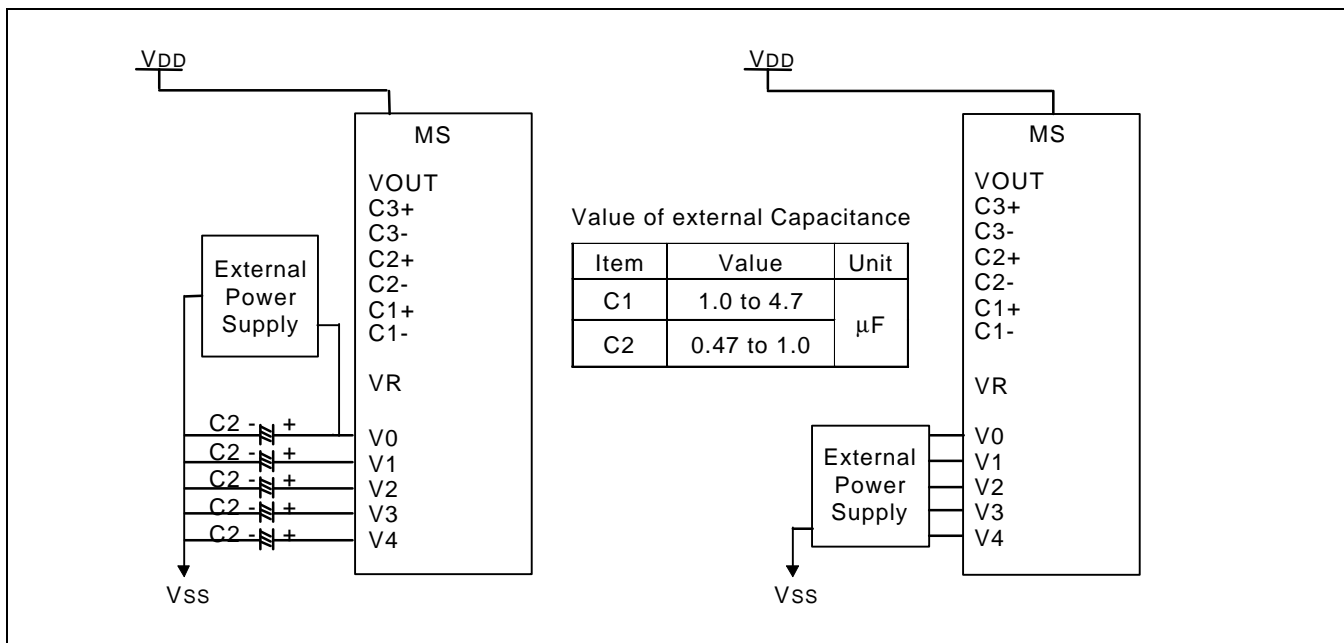 VDD
MS
VOUT
C3+
C3-
C2+
C2-
C1+
C1-
VR
V0
V1
V2
V3
V4
External
Power
Supply
C2 - +
C2 - +
C2 - +
C2 - +
C2 - +
VSS
Value of external Capacitance
Item Value Unit
C1 1.0 to 4.7 μF
C2 0.47 to 1.0
VDD
MS
VOUT
C3+
C3-
C2+
C2-
C1+
C1-
VR
V0
V1
V2
V3
V4
External
Power
Supply
VSS